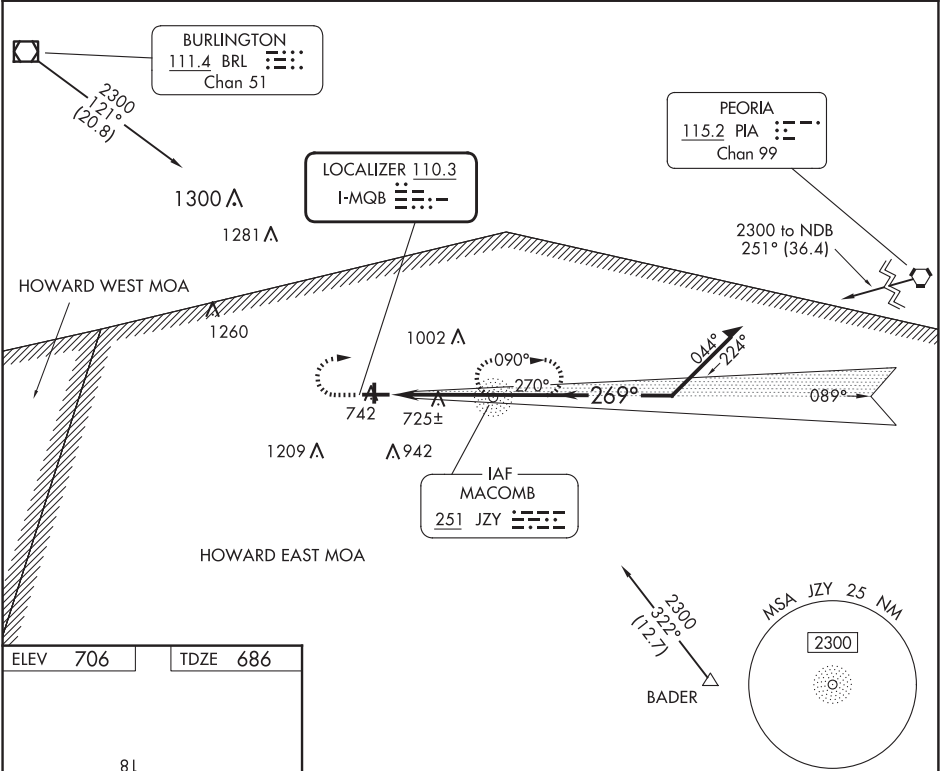 BURLINGTON
111.4 BRL
Chan 51
2300
121°
(20.8)
PEORIA
115.2 PIA
Chan 99
LOCALIZER 110.3
I-MQB
1300
1281
2300 to NDB
251° (36.4)
HOWARD WEST MOA
1260
1002
090°
270°
269°
044°
224°
089°
742
725±
1209
942
IAF
MACOMB
251 JZY
HOWARD EAST MOA
2300
322°
(12.7)
BADER
MSA JZY 25 NM
2300
ELEV 706
TDZE 686
8L